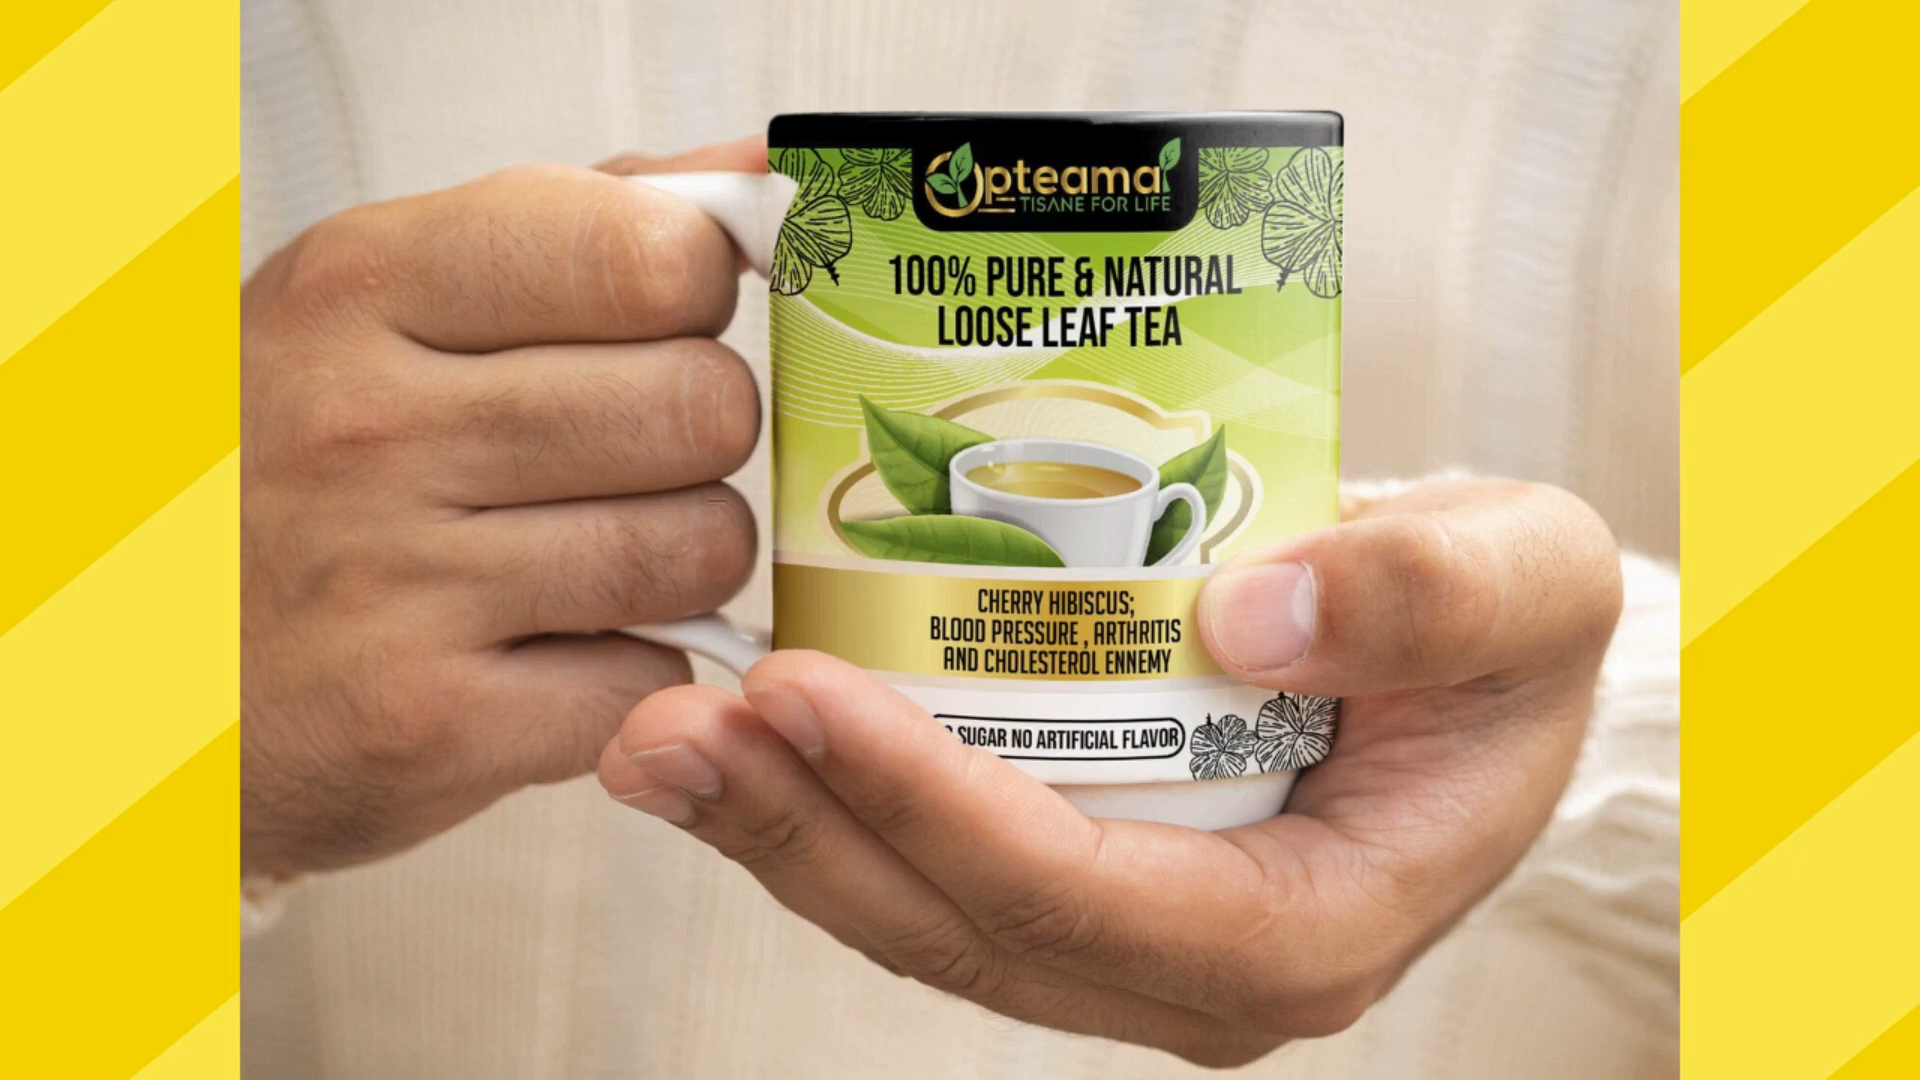 Opteama
TISANE FOR LIFE
100% PURE & NATURAL
LOOSE LEAF TEA
CHERRY HIBISCUS;
BLOOD PRESSURE , ARTHRITIS
AND CHOLESTEROL ENNEMY
SUGAR NO ARTIFICIAL FLAVOR